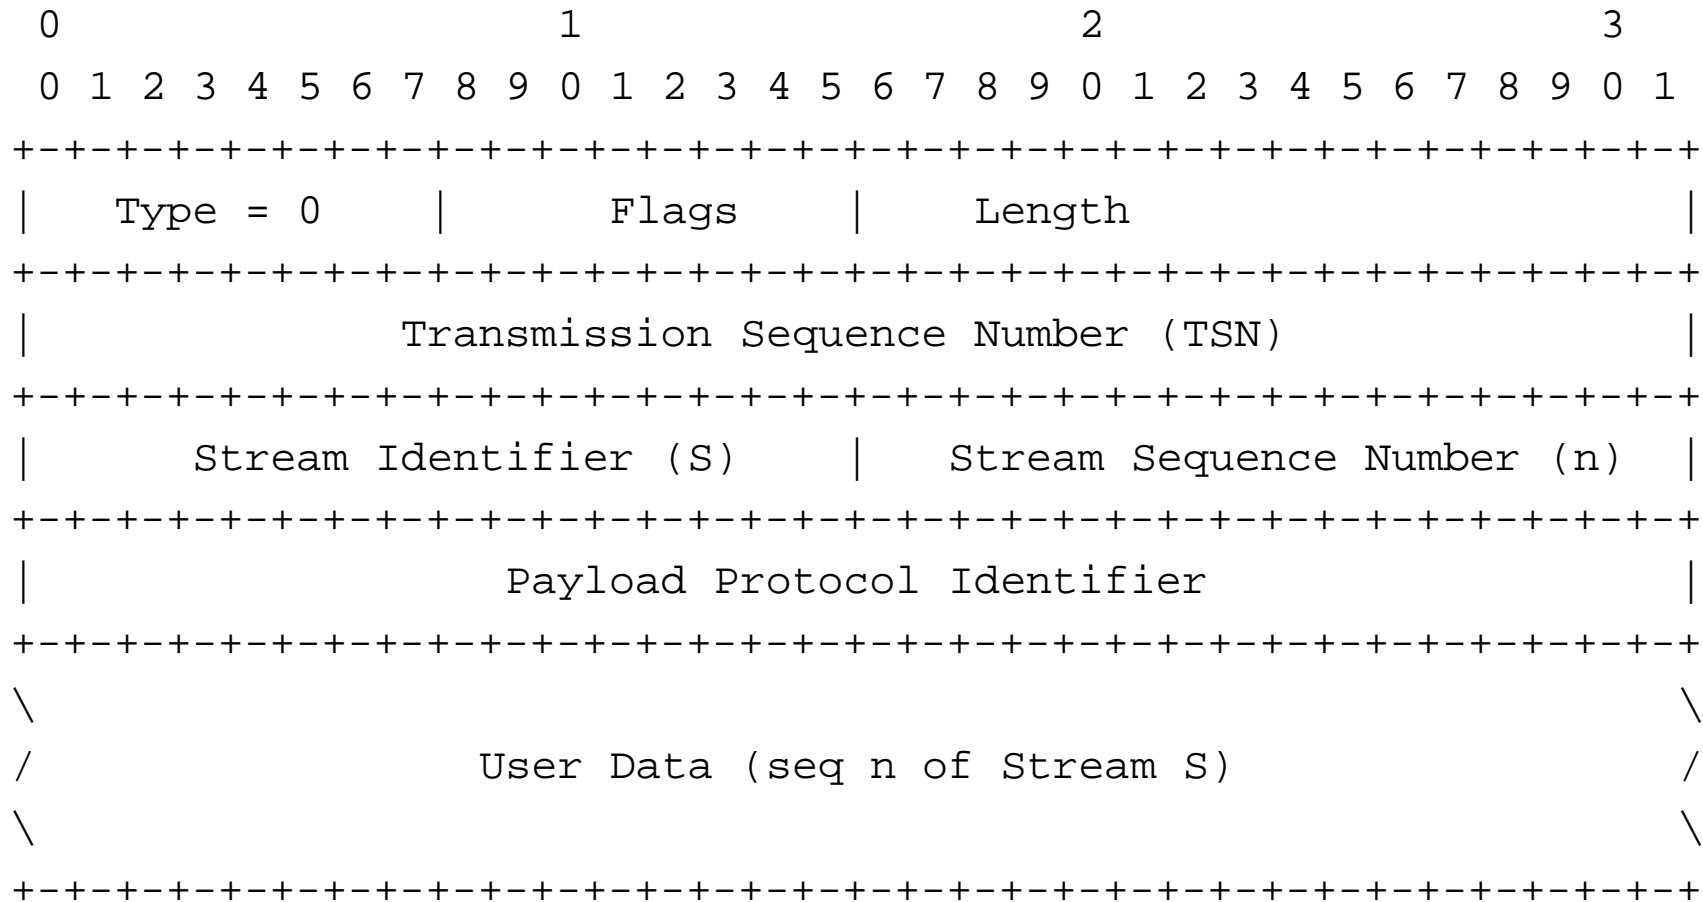 0                   1                   2                   3
 0 1 2 3 4 5 6 7 8 9 0 1 2 3 4 5 6 7 8 9 0 1 2 3 4 5 6 7 8 9 0 1
+-+-+-+-+-+-+-+-+-+-+-+-+-+-+-+-+-+-+-+-+-+-+-+-+-+-+-+-+-+-+-+-+
|   Type = 0    |      Flags    |    Length                     |
+-+-+-+-+-+-+-+-+-+-+-+-+-+-+-+-+-+-+-+-+-+-+-+-+-+-+-+-+-+-+-+-+
|              Transmission Sequence Number (TSN)               |
+-+-+-+-+-+-+-+-+-+-+-+-+-+-+-+-+-+-+-+-+-+-+-+-+-+-+-+-+-+-+-+-+
|      Stream Identifier (S)    |   Stream Sequence Number (n)  |
+-+-+-+-+-+-+-+-+-+-+-+-+-+-+-+-+-+-+-+-+-+-+-+-+-+-+-+-+-+-+-+-+
|                  Payload Protocol Identifier                  |
+-+-+-+-+-+-+-+-+-+-+-+-+-+-+-+-+-+-+-+-+-+-+-+-+-+-+-+-+-+-+-+-+
\                                                               \
/                 User Data (seq n of Stream S)                 /
\                                                               \
+-+-+-+-+-+-+-+-+-+-+-+-+-+-+-+-+-+-+-+-+-+-+-+-+-+-+-+-+-+-+-+-+